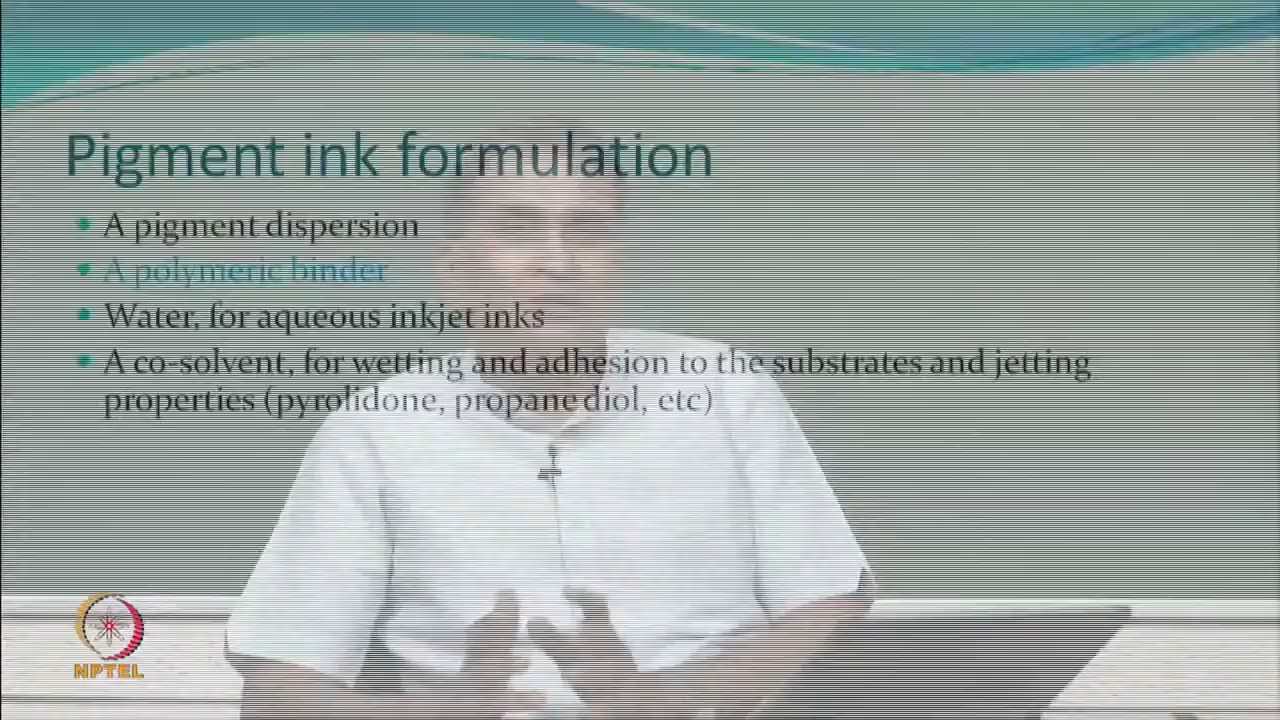 Pigment ink formulation
A pigment dispersion
A polymeric binder
Water, for aqueous inkjet inks
A co-solvent, for wetting and adhesion to the substrates and jetting
properties (pyrolidone, propane diol, etc)
NPTEL